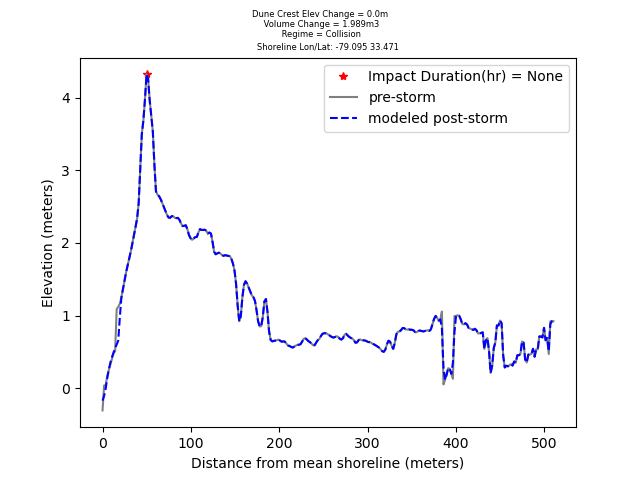 Dune Crest Elev Change = 0.0m
Volume Change = 1.989m3
Regime = Collision
Shoreline Lon/Lat: -79.095 33.471
Impact Duration(hr) = None
pre-storm
modeled post-storm
Elevation (meters)
4
3
2
1
0
0 100 200 300 400 500
Distance from mean shoreline (meters)